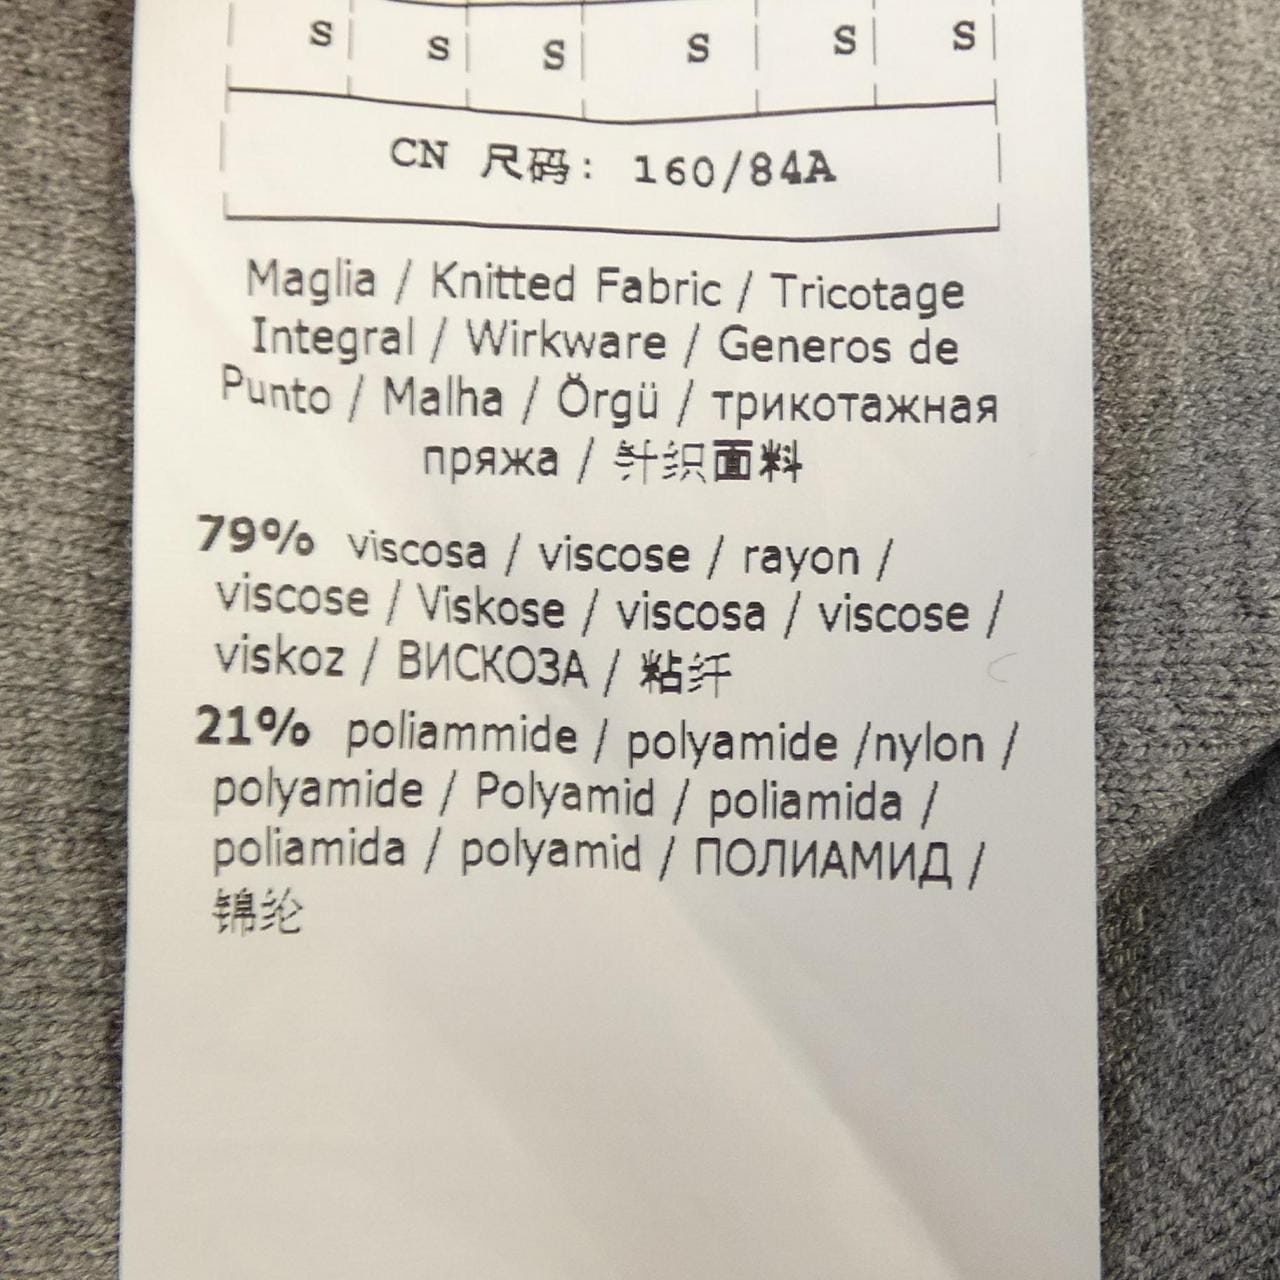 S S S S S S
CN 尺码: 160/84A
Maglia / Knitted Fabric / Tricotage
Integral / Wirkware / Generos de
Punto / Malha / Örgü / трикотажная
пряжа / 针织面料
79% viscosa / viscose / rayon /
viscose / Viskose / viscosa / viscose /
viskoz / ВИСКОЗА / 粘纤
21% poliammide / polyamide /nylon /
polyamide / Polyamid / poliamida /
poliamida / polyamid / ПОЛИАМИД /
锦纶